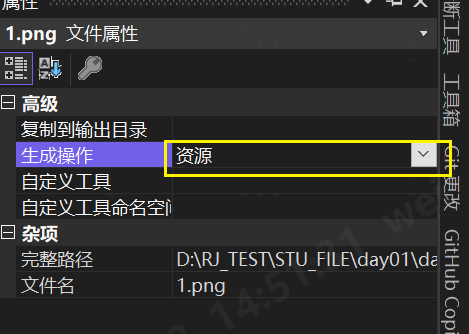 属性
1.png 文件属性
高级
复制到输出目录
生成操作 资源
自定义工具
自定义工具命名空间
杂项
完整路径 D:\RJ_TEST\STU_FILE\day01\da
文件名 1.png
断工具
工具箱
Git 更改
GitHub Copi